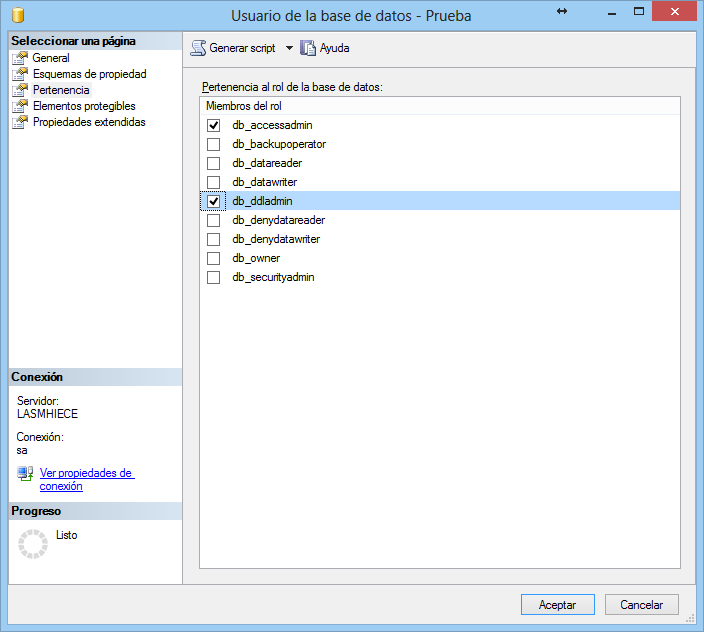 Usuario de la base de datos - Prueba
Seleccionar una página
General
Esquemas de propiedad
Pertenencia
Elementos protegibles
Propiedades extendidas
Generar script
Ayuda
Pertenencia al rol de la base de datos:
Miembros del rol
db_accessadmin
db_backupoperator
db_datareader
db_datawriter
db_ddladmin
db_denydatareader
db_denydatawriter
db_owner
db_securityadmin
Conexión
Servidor:
LASMHIECE
Conexión:
sa
Ver propiedades de
conexión
Progreso
Listo
Aceptar
Cancelar